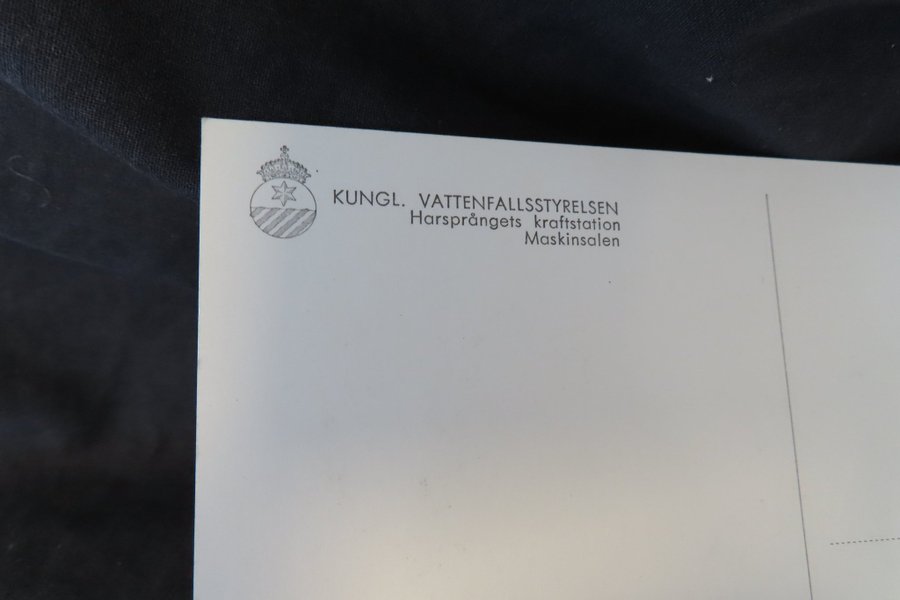 KUNGL. VATTENFALLSSTYRELSEN
Harsprångets kraftstation
Maskinsalen